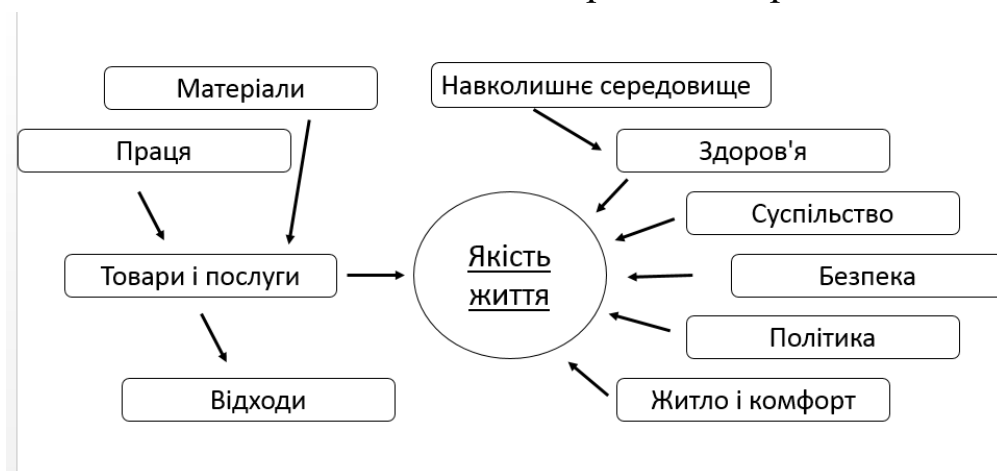 Матеріали
Навколишнє середовище
Праця
Здоров'я
Суспільство
Якість
життя
Товари і послуги
Безпека
Політика
Відходи
Житло і комфорт